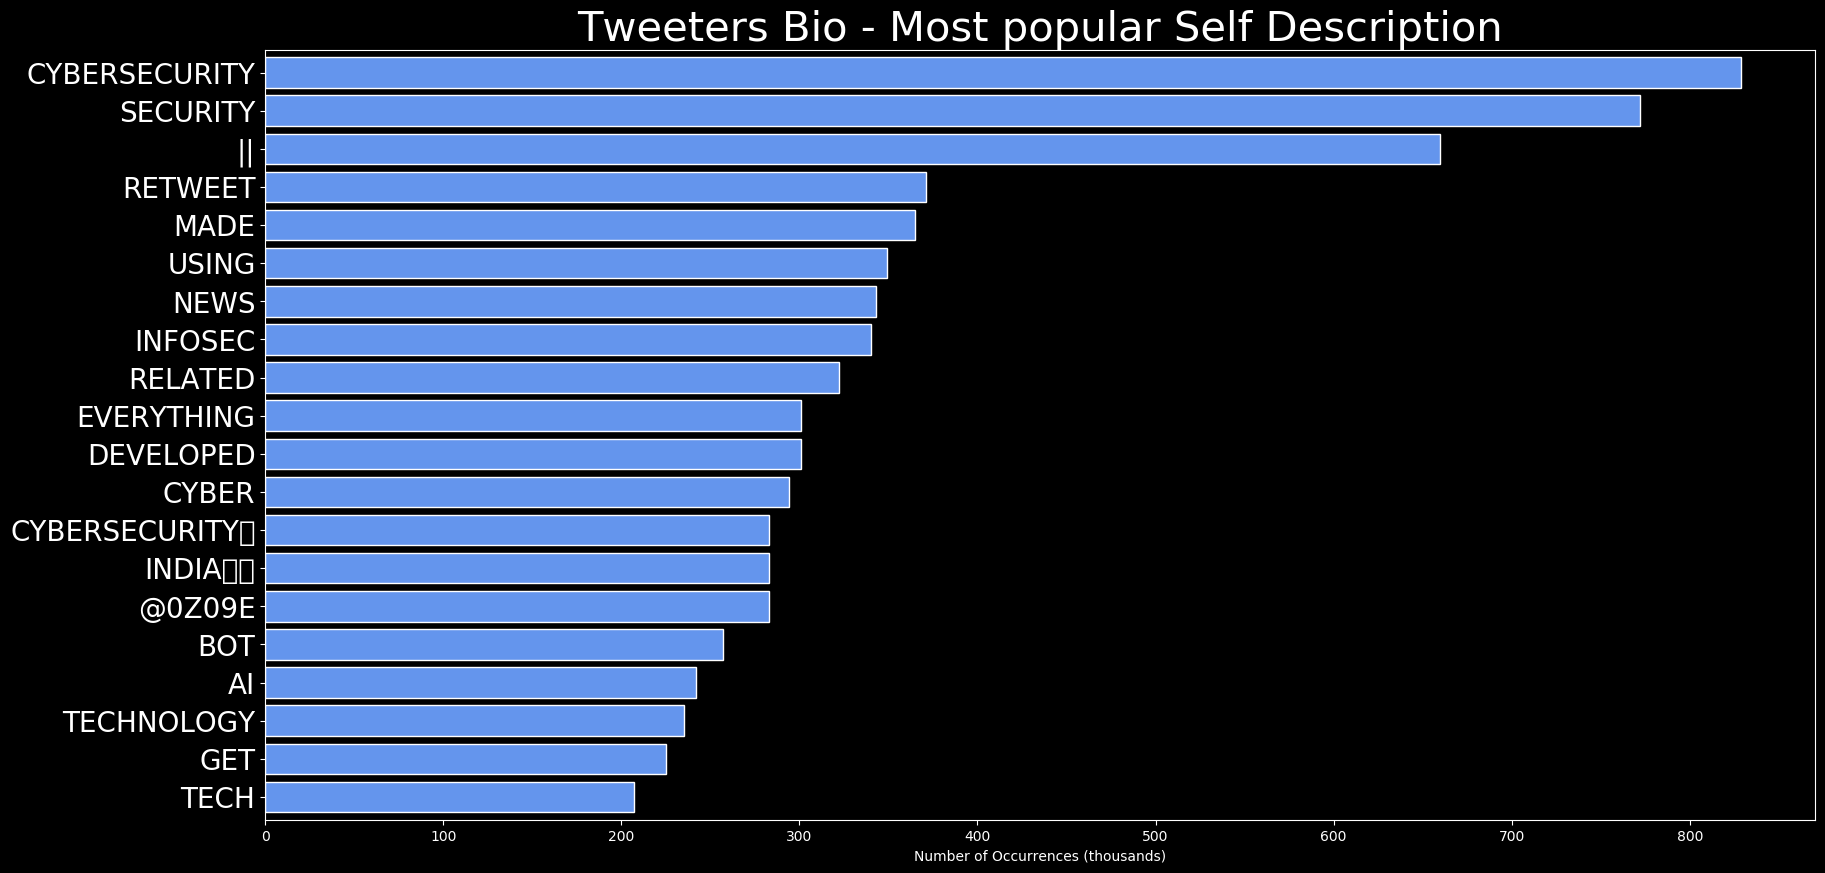 Tweeters Bio - Most popular Self Description
CYBERSECURITY
SECURITY
||
RETWEET
MADE
USING
NEWS
INFOSEC
RELATED
EVERYTHING
DEVELOPED
CYBER
CYBERSECURITY▯
INDIA▯▯
@0Z09E
BOT
AI
TECHNOLOGY
GET
TECH
0 100 200 300 400 500 600 700 800
Number of Occurrences (thousands)